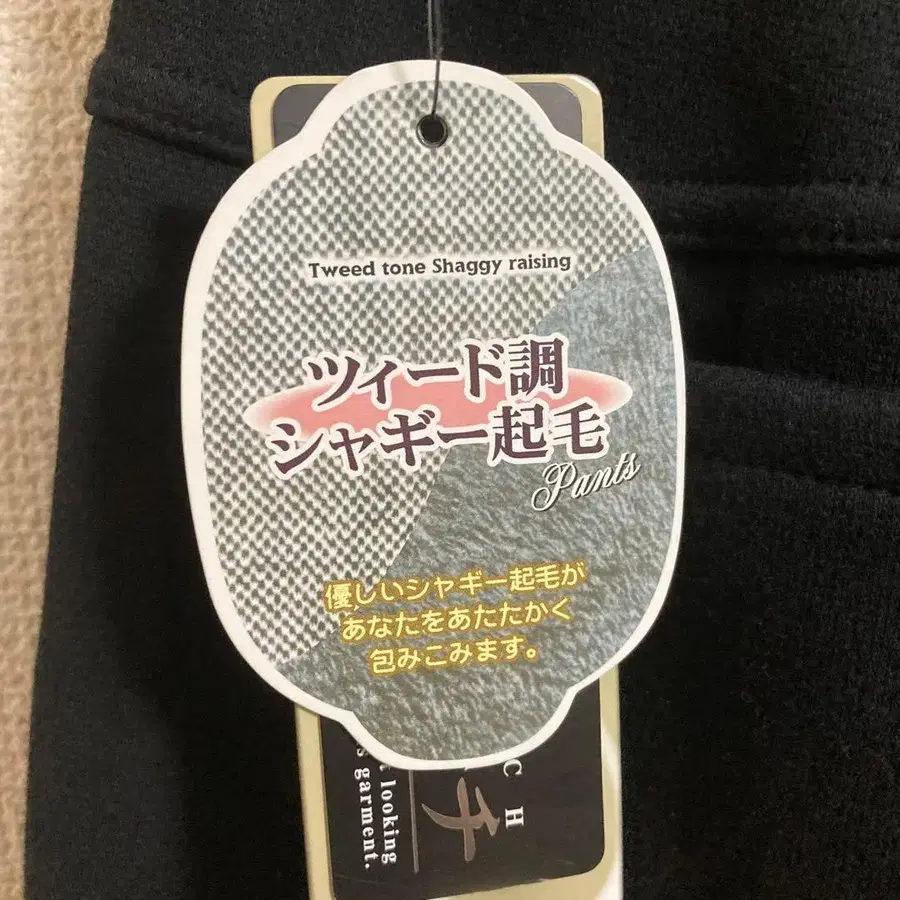 Tweed tone Shaggy raising
ツィード調
シャギー起毛
Pants
優しいシャギー起毛が
あなたをあたたかく
包みこみます。
CH
チ
looking
garment.